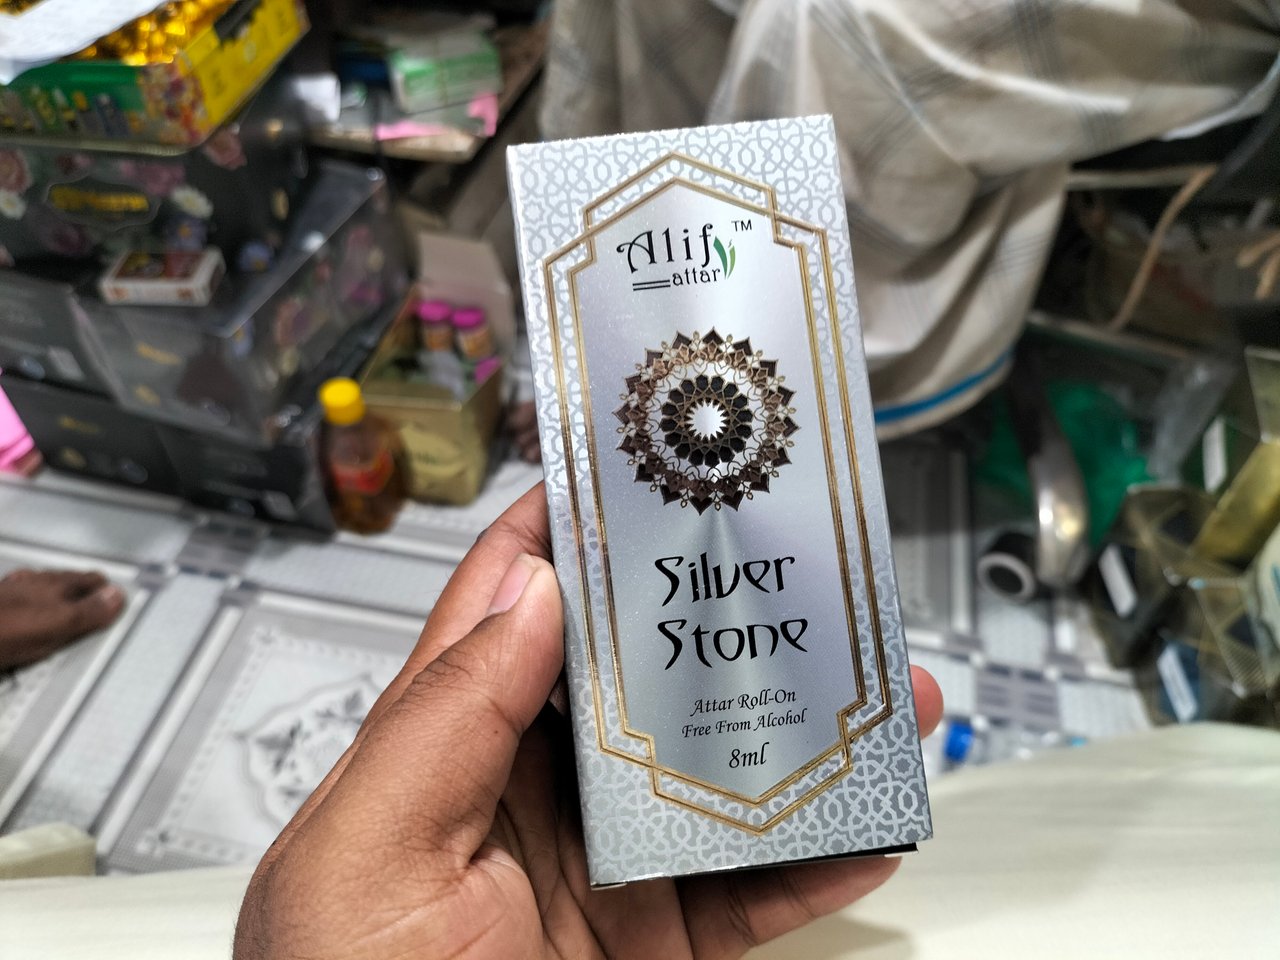 Alif TM
attar
Silver
Stone
Attar Roll-On
Free From Alcohol
8ml